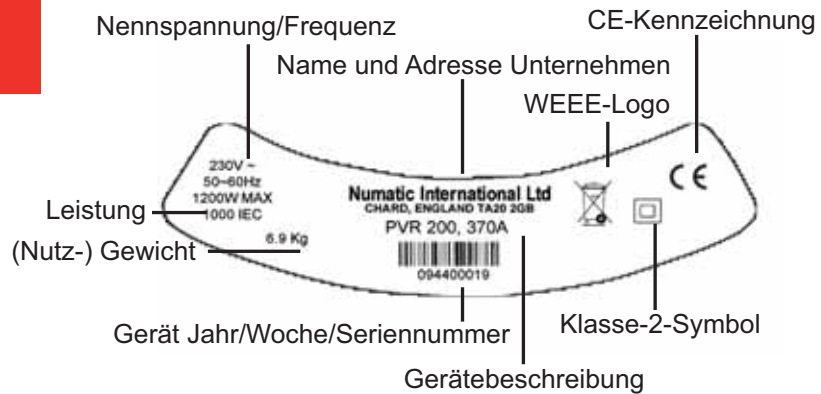 Nennspannung/Frequenz
CE-Kennzeichnung
Name und Adresse Unternehmen
WEEE-Logo
230V ~
50~60Hz
1200W MAX
1000 IEC
6.9 Kg
Numatic International Ltd
CHARD, ENGLAND TA20 2GB
PVR 200, 370A
094400019
CE
Leistung
(Nutz-) Gewicht
Gerät Jahr/Woche/Seriennummer
Klasse-2-Symbol
Gerätebeschreibung